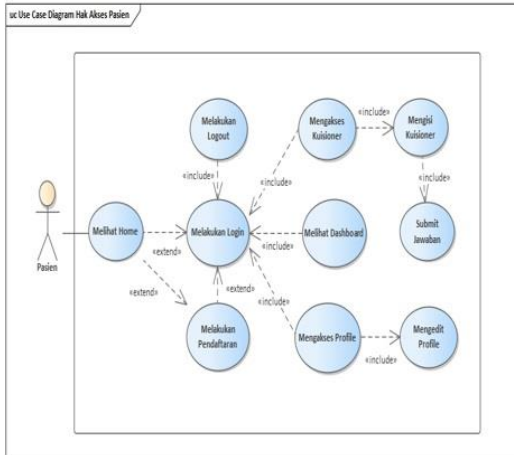 uc Use Case Diagram Hak Akses Pasien
Melakukan
Logout
Mengakses
Kuisioner
«include»
Mengisi
Kuisioner
«include»
«include»
«include»
Pasien
Melihat Home
«extend»
Melakukan Login
«include»
Melihat Dashboard
Submit
Jawaban
«extend»
«extend»
«include»
Melakukan
Pendaftaran
Mengakses Profile
«include»
Mengedit
Profile